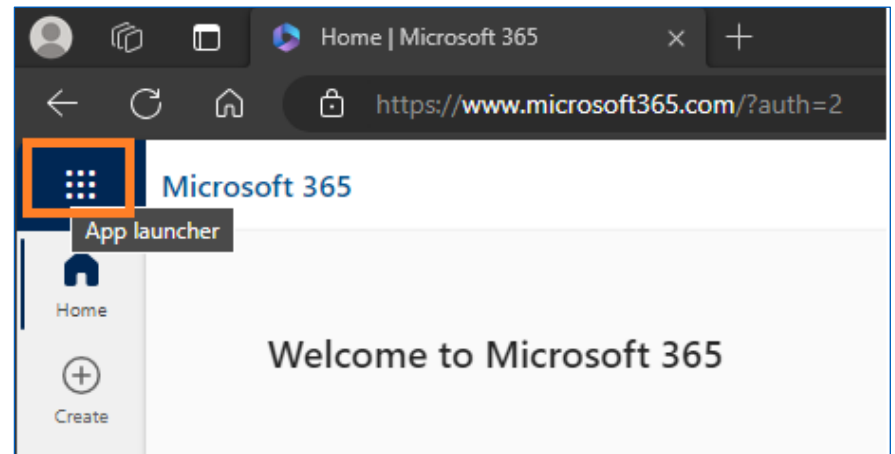 Home | Microsoft 365
https://www.microsoft365.com/?auth=2
Microsoft 365
App launcher
Home
Welcome to Microsoft 365
Create